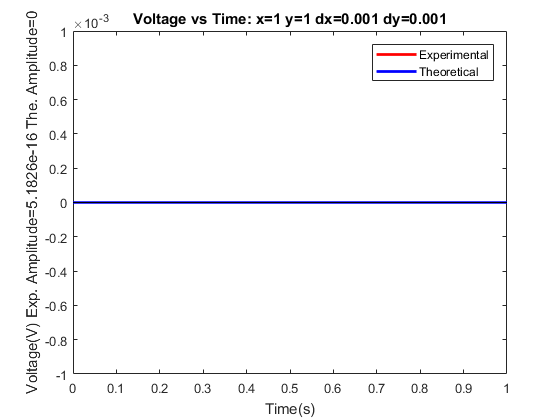 Voltage vs Time: x=1 y=1 dx=0.001 dy=0.001
×10^-3
Voltage(V) Exp. Amplitude=5.1826e-16 The. Amplitude=0
1
0.8
0.6
0.4
0.2
0
-0.2
-0.4
-0.6
-0.8
-1
Experimental
Theoretical
0 0.1 0.2 0.3 0.4 0.5 0.6 0.7 0.8 0.9 1
Time(s)